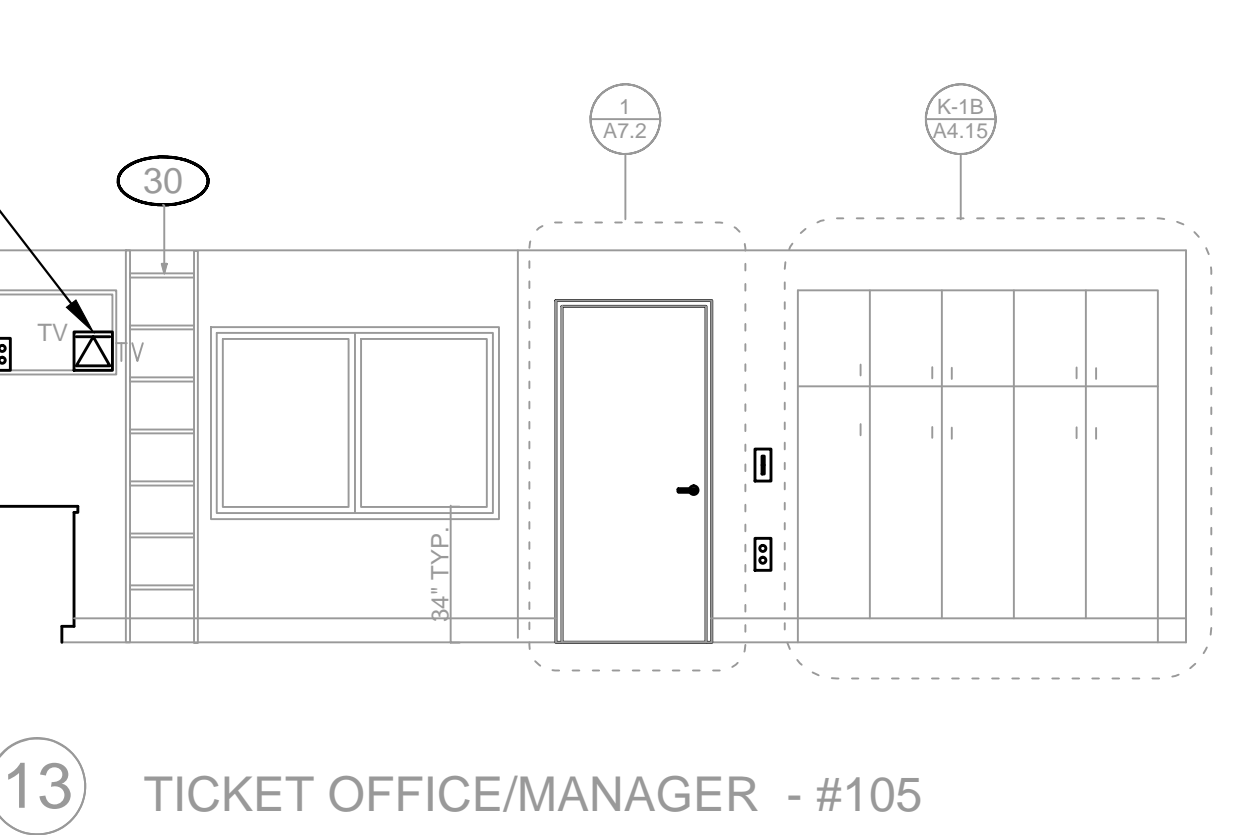 1
A7.2
K-1B
A4.15
30
TV
TV
34" TYP.
13
TICKET OFFICE/MANAGER - #105